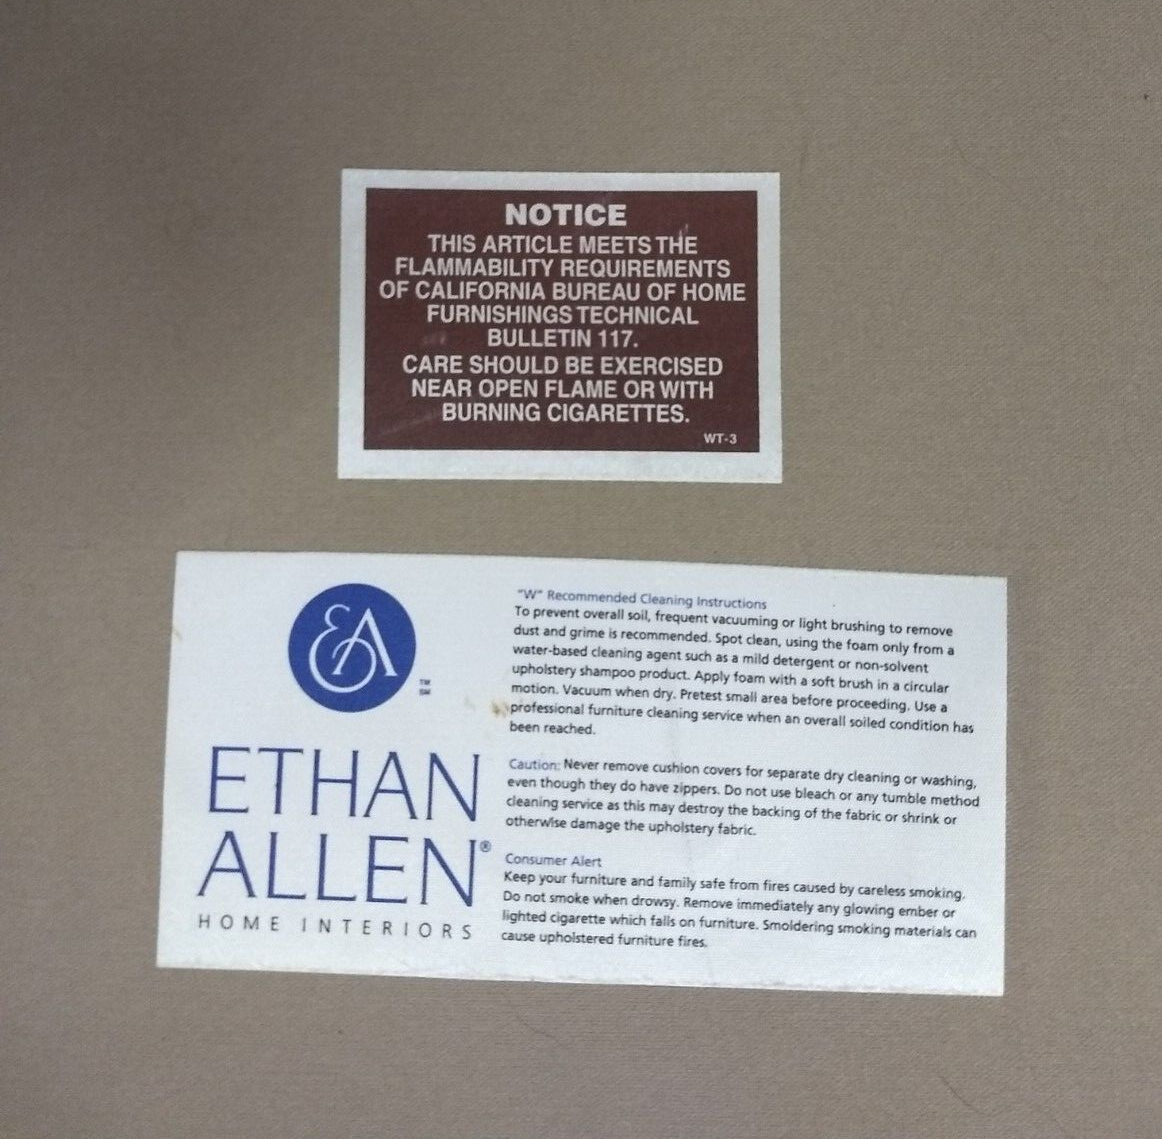 NOTICE
THIS ARTICLE MEETS THE
FLAMMABILITY REQUIREMENTS
OF CALIFORNIA BUREAU OF HOME
FURNISHINGS TECHNICAL
BULLETIN 117.
CARE SHOULD BE EXERCISED
NEAR OPEN FLAME OR WITH
BURNING CIGARETTES.
WT-3
EA
TM
SM
ETHAN
ALLEN®
HOME INTERIORS
"W" Recommended Cleaning Instructions
To prevent overall soil, frequent vacuuming or light brushing to remove
dust and grime is recommended. Spot clean, using the foam only from a
water-based cleaning agent such as a mild detergent or non-solvent
upholstery shampoo product. Apply foam with a soft brush in a circular
motion. Vacuum when dry. Pretest small area before proceeding. Use a
professional furniture cleaning service when an overall soiled condition has
been reached.
Caution: Never remove cushion covers for separate dry cleaning or washing,
even though they do have zippers. Do not use bleach or any tumble method
cleaning service as this may destroy the backing of the fabric or shrink or
otherwise damage the upholstery fabric.
Consumer Alert
Keep your furniture and family safe from fires caused by careless smoking.
Do not smoke when drowsy. Remove immediately any glowing ember or
lighted cigarette which falls on furniture. Smoldering smoking materials can
cause upholstered furniture fires.